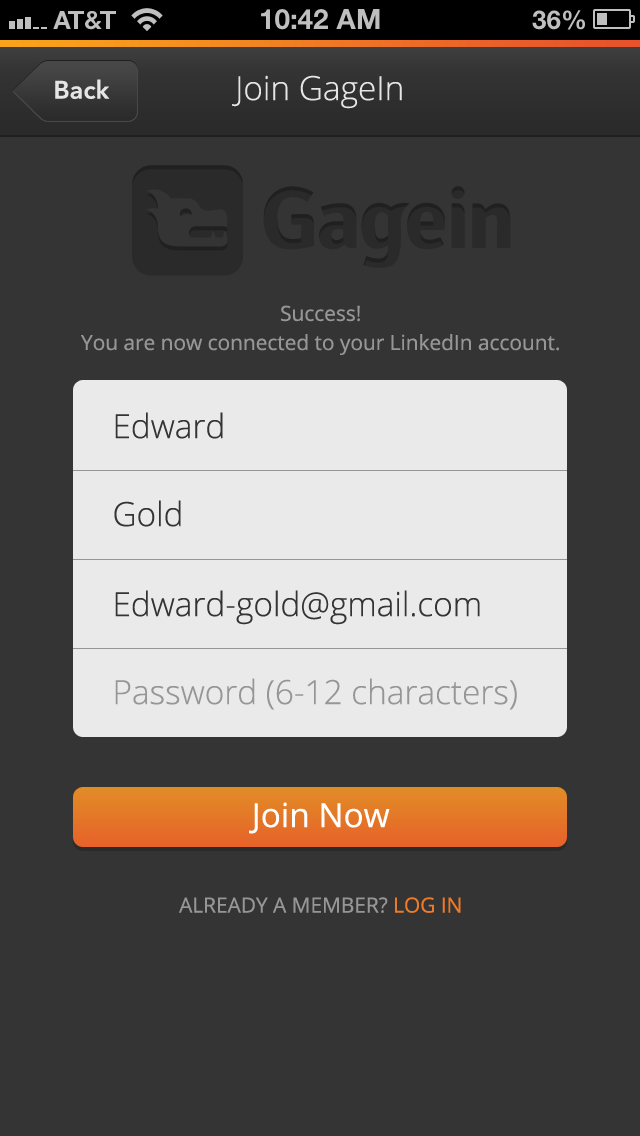 AT&T 10:42 AM 36%
Back Join GageIn
Gagein
Success!
You are now connected to your LinkedIn account.
Edward
Gold
Edward-gold@gmail.com
Password (6-12 characters)
Join Now
ALREADY A MEMBER? LOG IN